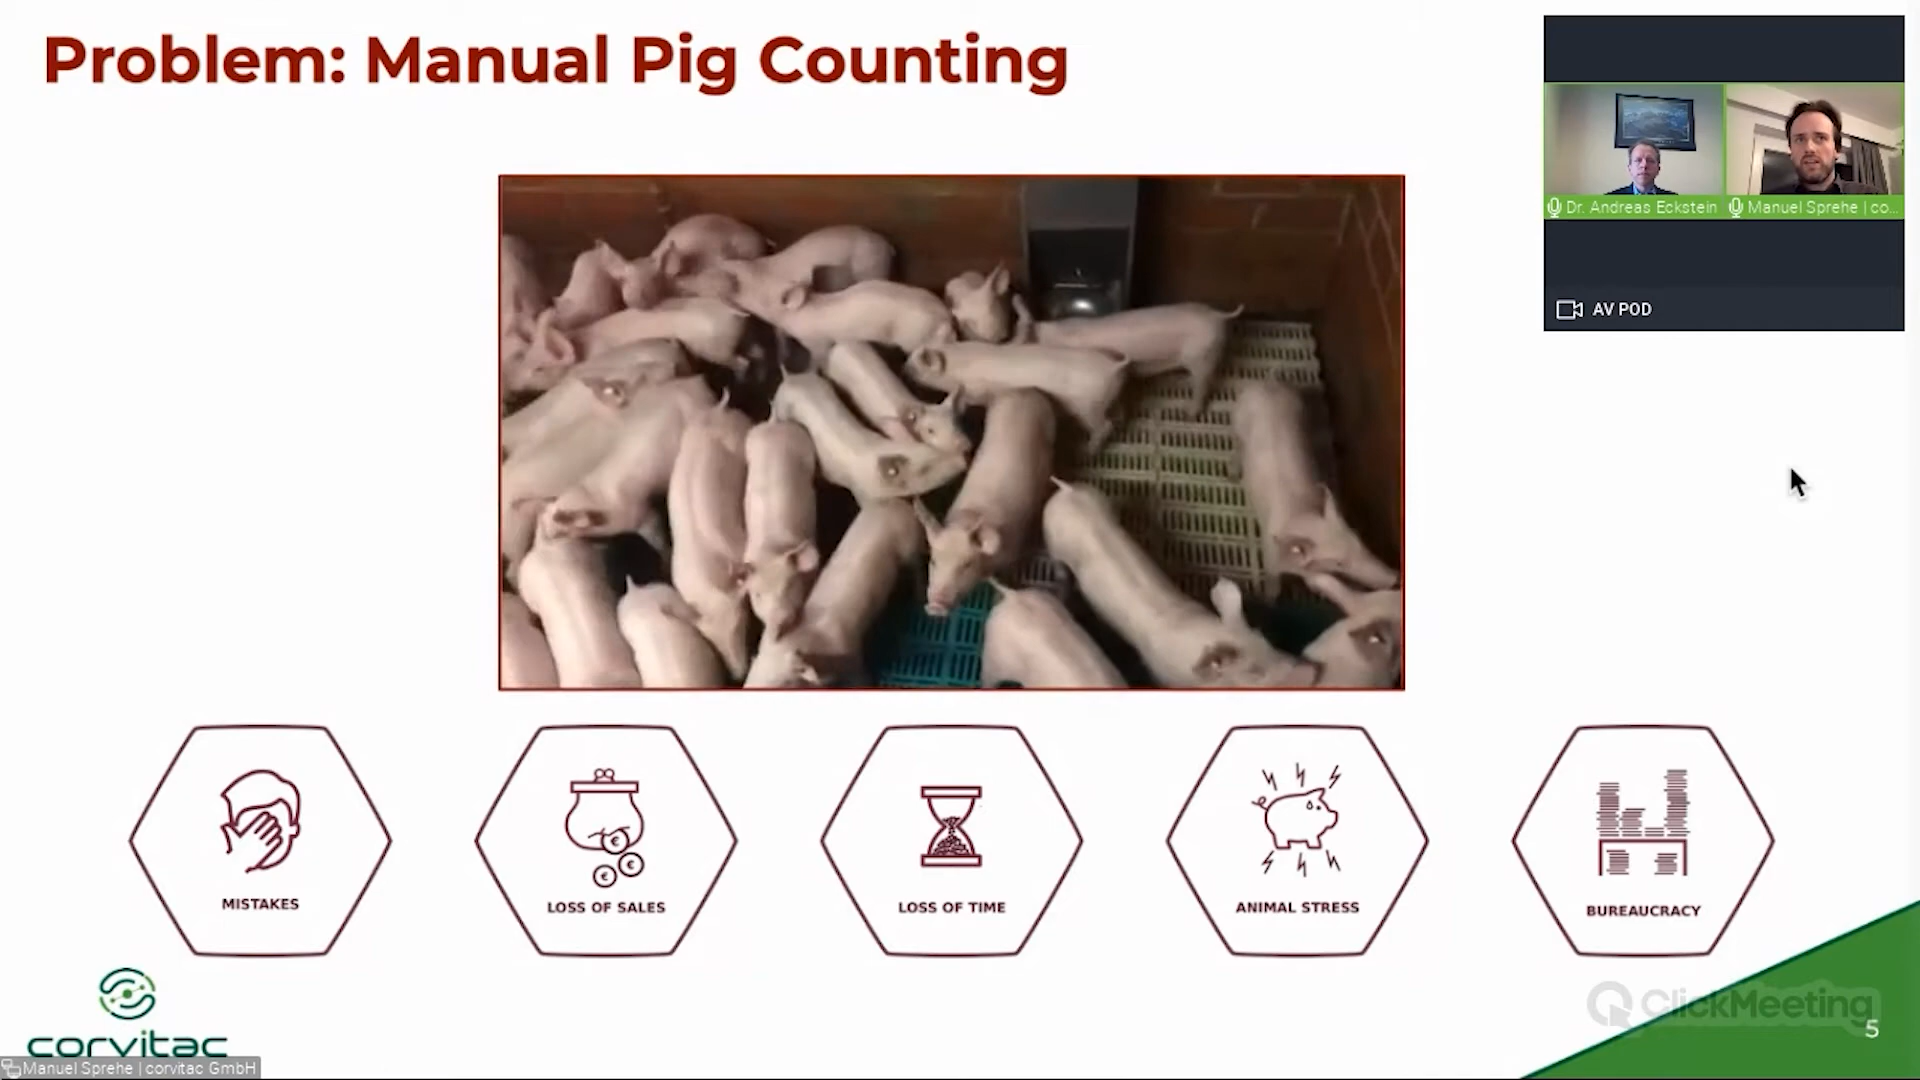 Problem: Manual Pig Counting
Dr. Andreas Eckstein
Manuel Sprehe | co...
AV POD
MISTAKES
LOSS OF SALES
LOSS OF TIME
ANIMAL STRESS
BUREAUCRACY
corvitac
ClickMeeting
5
Manuel Sprehe | corvitac GmbH